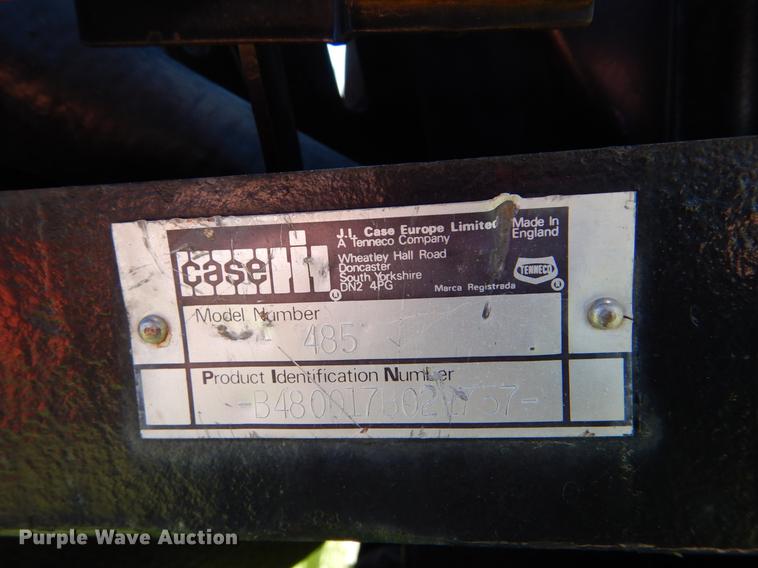 case IH
J.I. Case Europe Limited
A Tenneco Company
Wheatley Hall Road
Doncaster
South Yorkshire
DN2 4PG
Made In
England
TENNECO
Marca Registrada
Model Number
485
Product Identification Number
Purple Wave Auction